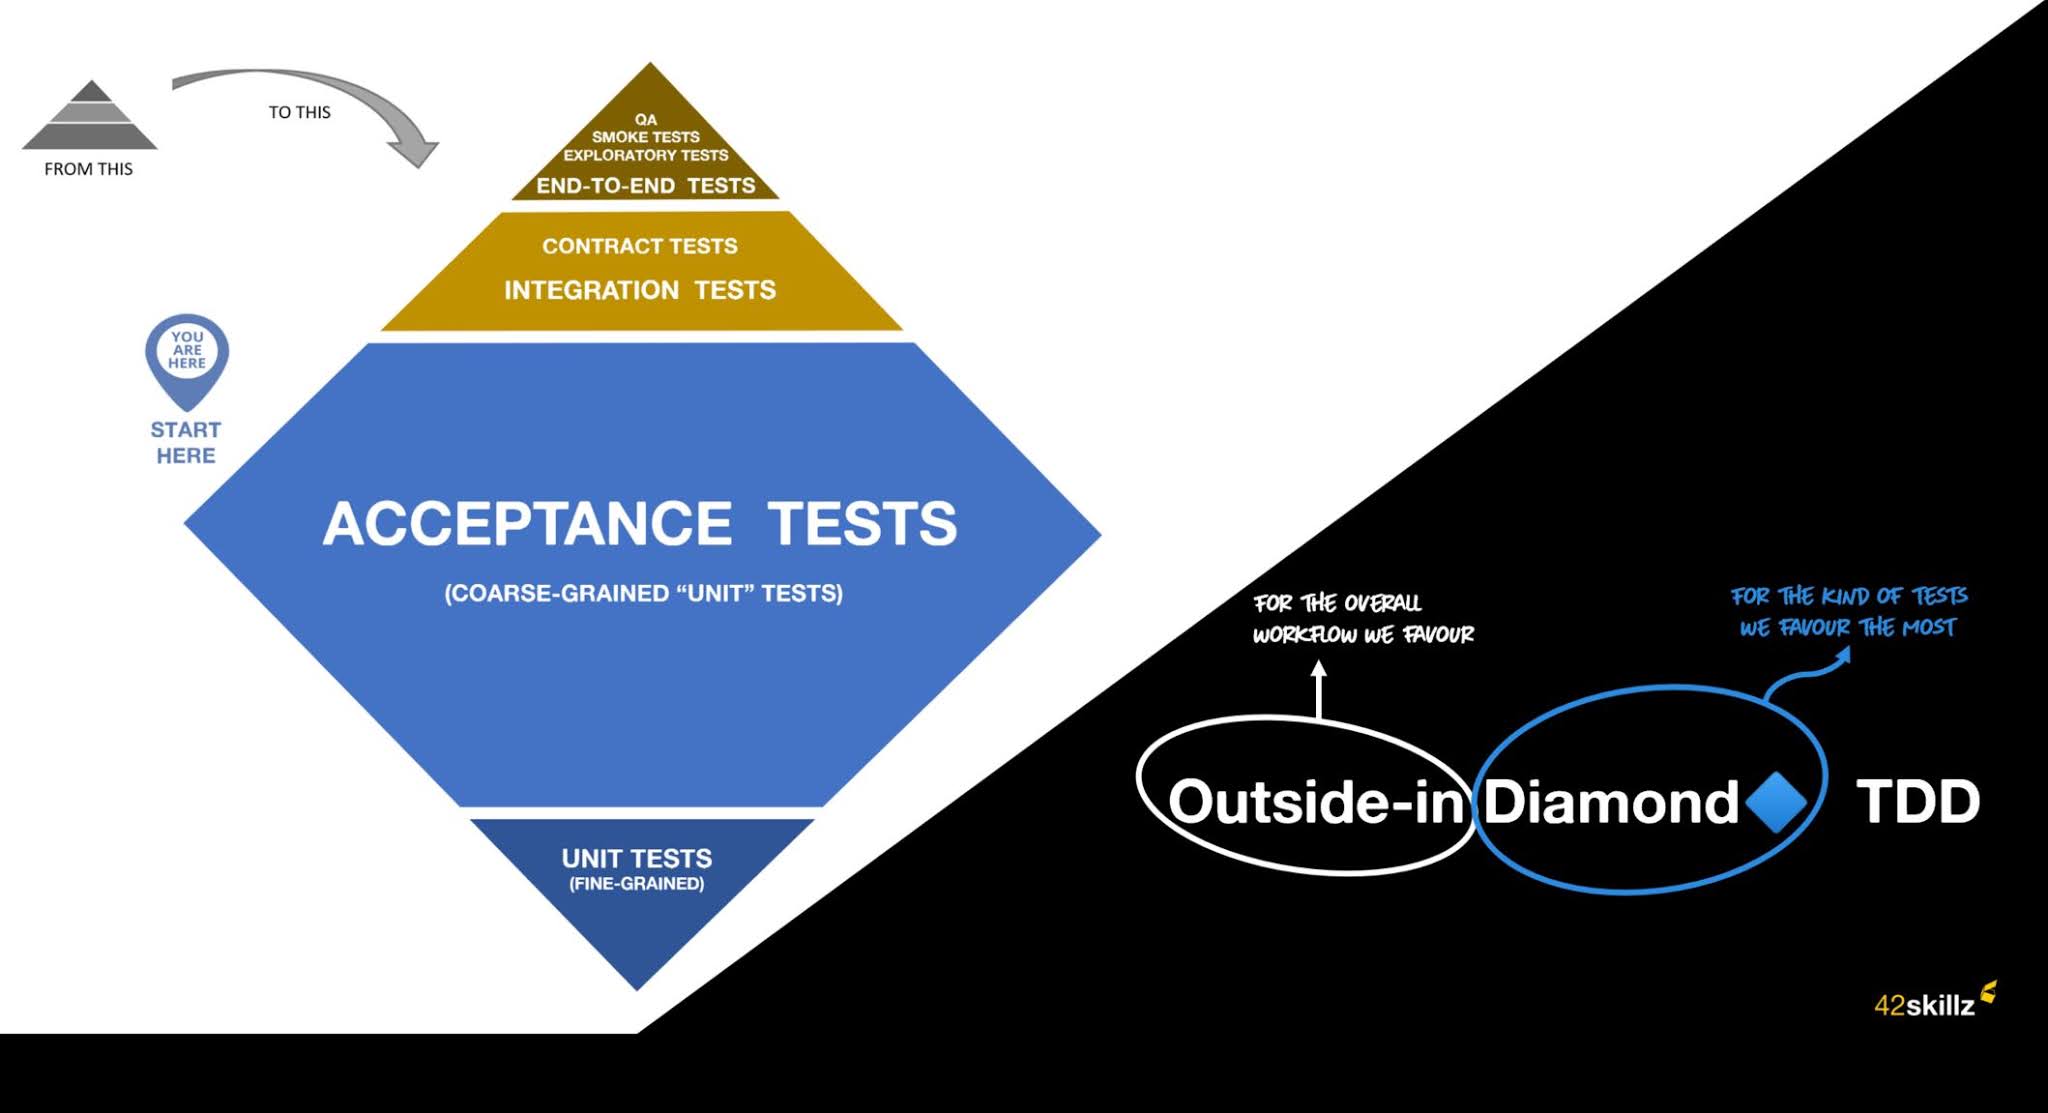 FROM THIS
TO THIS
QA
SMOKE TESTS
EXPLORATORY TESTS
END-TO-END TESTS
CONTRACT TESTS
INTEGRATION TESTS
YOU
ARE
HERE
START
HERE
ACCEPTANCE TESTS
(COARSE-GRAINED “UNIT” TESTS)
UNIT TESTS
(FINE-GRAINED)
FOR THE OVERALL
WORKFLOW WE FAVOUR
FOR THE KIND OF TESTS
WE FAVOUR THE MOST
Outside-in Diamond TDD
42skillz